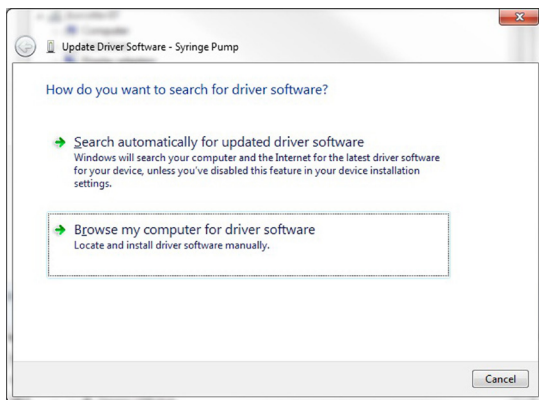 Update Driver Software - Syringe Pump
How do you want to search for driver software?
Search automatically for updated driver software
Windows will search your computer and the Internet for the latest driver software
for your device, unless you've disabled this feature in your device installation
settings.
Browse my computer for driver software
Locate and install driver software manually.
Cancel